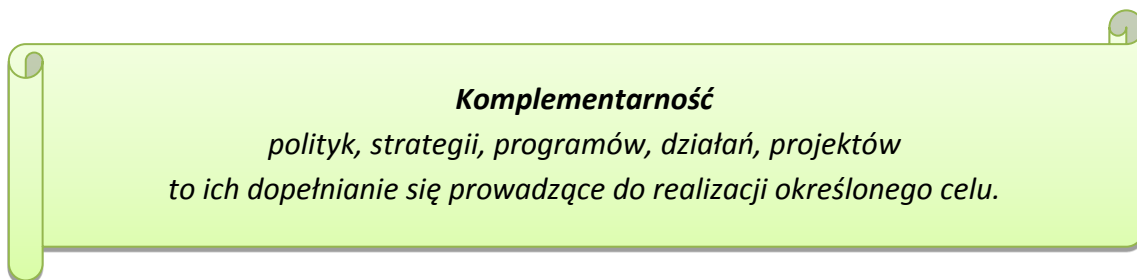 Komplementarność
polityk, strategii, programów, działań, projektów
to ich dopełnianie się prowadzące do realizacji określonego celu.